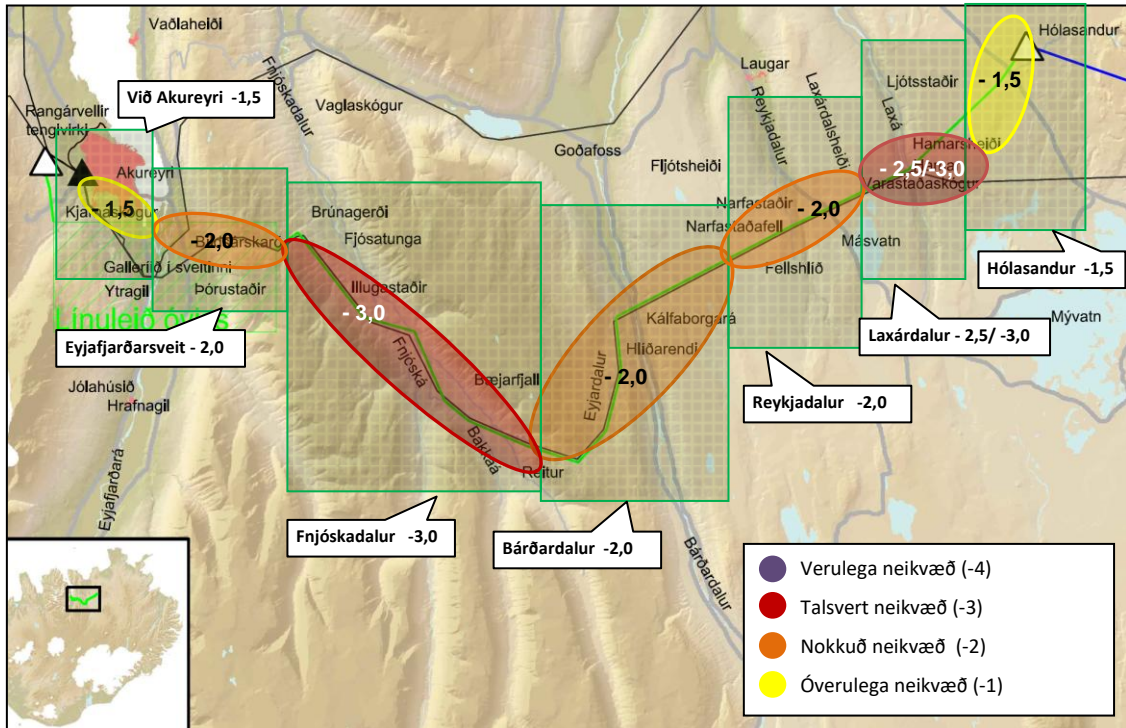 Vaðlaheiði
Hólasandur
Fnjóskadalur
Laugar
Ljótsstaðir
Við Akureyri -1,5
Vaglaskógur
Reykjadalur
Laxárdalsheiði
Laxá
- 1,5
Rangárvellir
tengivirki
Goðafoss
Hamarsheiði
Akureyri
Fljótsheiði
- 2,5/-3,0
Varastaðaskógur
Kjarnaskógur
- 1,5
Brúnagerði
Narfastaðir
- 2,0
Bíldsárskarð
- 2,0
Fjósatunga
Narfastaðafell
Másvatn
Gallerííð í sveitinni
Fellshlíð
Hólasandur -1,5
Ytragil
Þórustaðir
Illugastaðir
Línuleið óviss
- 3,0
Kálfaborgará
Mývatn
Eyjafjarðarsveit - 2,0
Laxárdalur - 2,5/ -3,0
Fnjóská
Hlíðarendi
Jólahúsið
Bæjarfjall
Eyjardalur
- 2,0
Hrafnagil
Reykjadalur -2,0
Bakkaá
Reitur
Eyjafjarðará
Fnjóskadalur -3,0
Bárðardalur -2,0
Bárðardalur
Verulega neikvæð (-4)
Talsvert neikvæð (-3)
Nokkuð neikvæð (-2)
Óverulega neikvæð (-1)